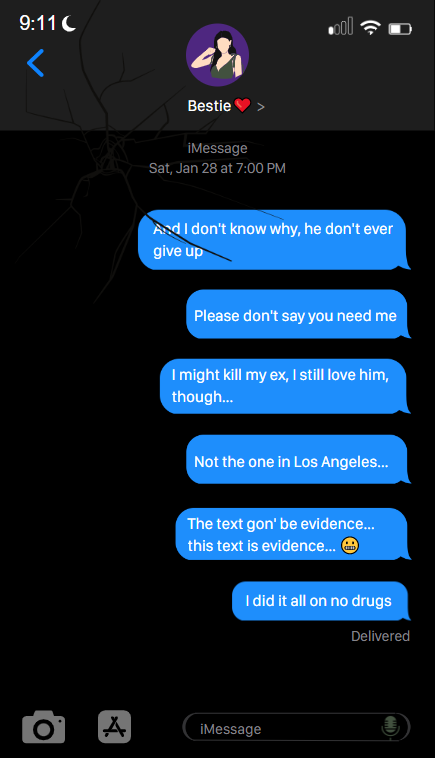 9:11
Bestie❤️ >
iMessage
Sat, Jan 28 at 7:00 PM
And I don't know why, he don't ever
give up
Please don't say you need me
I might kill my ex, I still love him,
though...
Not the one in Los Angeles...
The text gon' be evidence...
this text is evidence... 😬
I did it all on no drugs
Delivered
iMessage